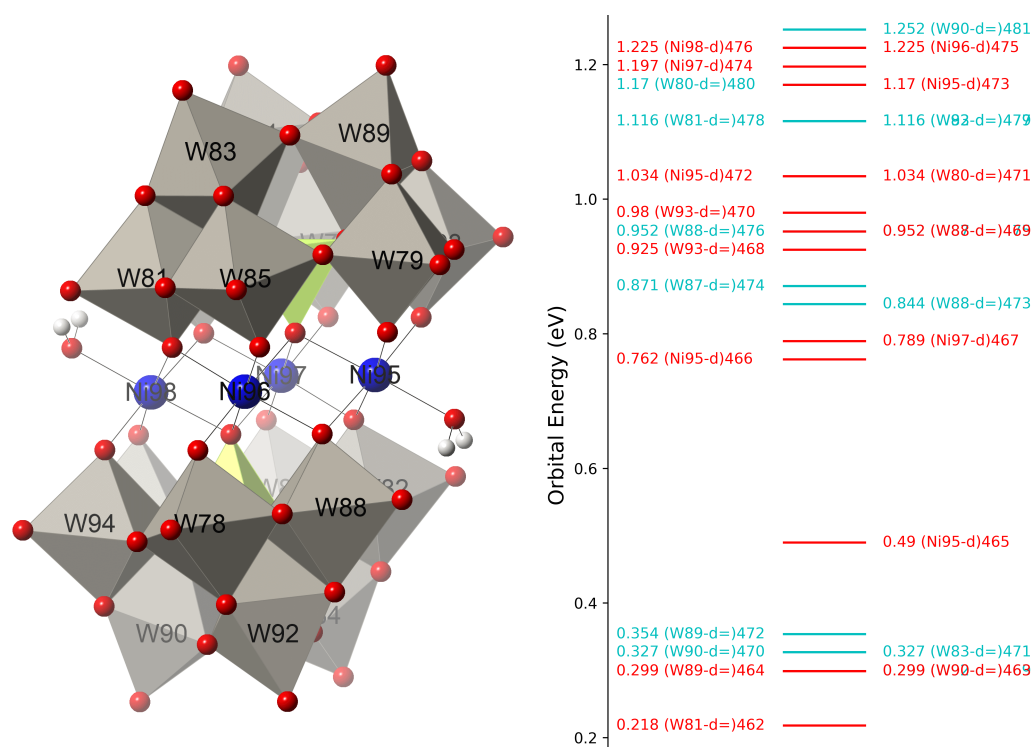 W89
W83
W79
W81
W85
Ni98
Ni96
Ni97
Ni95
W94
W78
W88
W90
W92
Orbital Energy (eV)
1.2
1.0
0.8
0.6
0.4
0.2
1.252 (W90-d=)481
1.225 (Ni98-d)476
1.225 (Ni96-d)475
1.197 (Ni97-d)474
1.17 (W80-d=)480
1.17 (Ni95-d)473
1.116 (W81-d=)478
1.034 (Ni95-d)472
1.034 (W80-d=)471
0.98 (W93-d=)470
0.952 (W88-d=)476
0.925 (W93-d=)468
0.871 (W87-d=)474
0.844 (W88-d=)473
0.789 (Ni97-d)467
0.762 (Ni95-d)466
0.49 (Ni95-d)465
0.354 (W89-d=)472
0.327 (W90-d=)470
0.327 (W83-d=)471
0.299 (W89-d=)464
0.218 (W81-d=)462